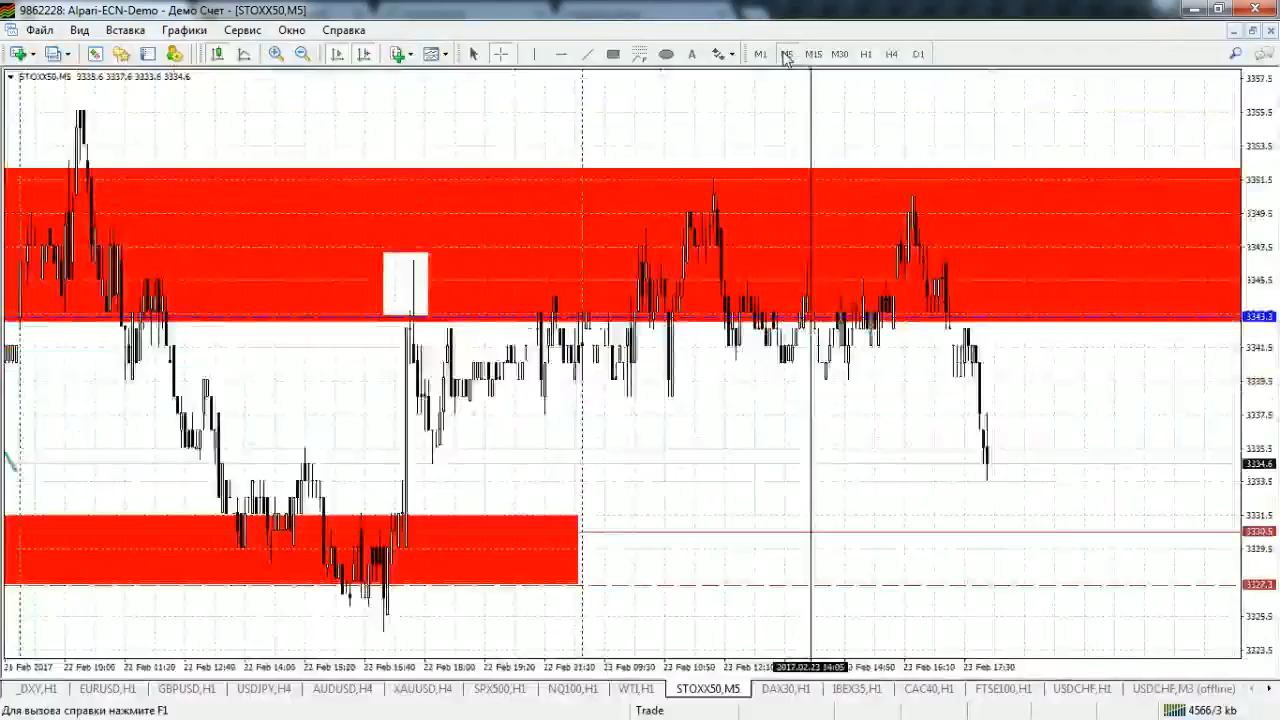 9862228: Alpari-ECN-Demo - Демо Счет - [STOXX50,M5]
Файл Вид Вставка Графики Сервис Окно Справка
A M1 M5 M15 M30 H1 H4 D1
STOXX50,M5 3335.6 3337.6 3333.6 3334.6
3357.5
3355.5
3353.5
3351.5
3349.5
3347.5
3345.5
3343.3
3341.5
3339.5
3337.5
3335.5
3334.6
3333.5
3331.5
3330.5
3329.5
3327.3
3325.5
3323.5
21 Feb 2017 22 Feb 10:00 22 Feb 11:20 22 Feb 12:40 22 Feb 14:00 22 Feb 15:20 22 Feb 16:40 22 Feb 18:00 22 Feb 19:20 22 Feb 21:30 23 Feb 09:30 23 Feb 10:50 23 Feb 12:10 2017.02.23 14:05 Feb 14:50 23 Feb 16:10 23 Feb 17:30
_DXY,H1 EURUSD,H1 GBPUSD,H1 USDJPY,H4 AUDUSD,H4 XAUUSD,H4 SPX500,H1 NQ100,H1 WTI,H1 STOXX50,M5 DAX30,H1 IBEX35,H1 CAC40,H1 FTSE100,H1 USDCHF,H1 USDCHF,M3 (offline)
Для вызова справки нажмите F1 Trade 4566/3 kb